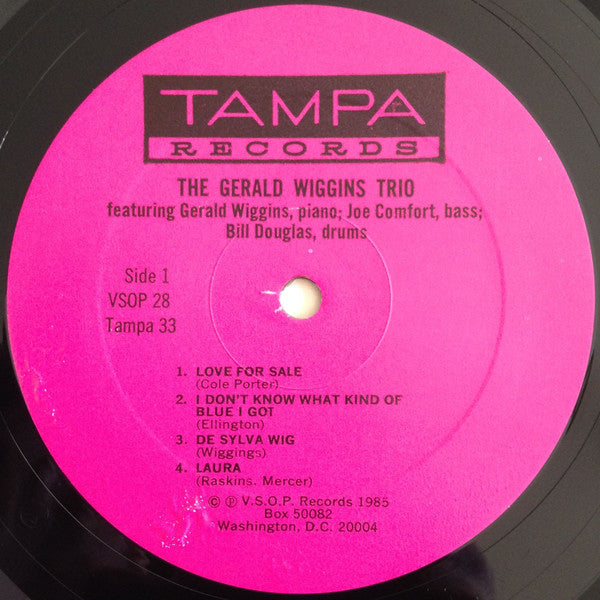 TAMPA
RECORDS
THE GERALD WIGGINS TRIO
featuring Gerald Wiggins, piano; Joe Comfort, bass;
Bill Douglas, drums
Side 1
VSOP 28
Tampa 33
1. LOVE FOR SALE
(Cole Porter)
2. I DON'T KNOW WHAT KIND OF
BLUE I GOT
(Ellington)
3. DE SYLVA WIG
(Wiggings)
4. LAURA
(Raskins. Mercer)
© ℗ V.S.O.P. Records 1985
Box 50082
Washington, D.C. 20004